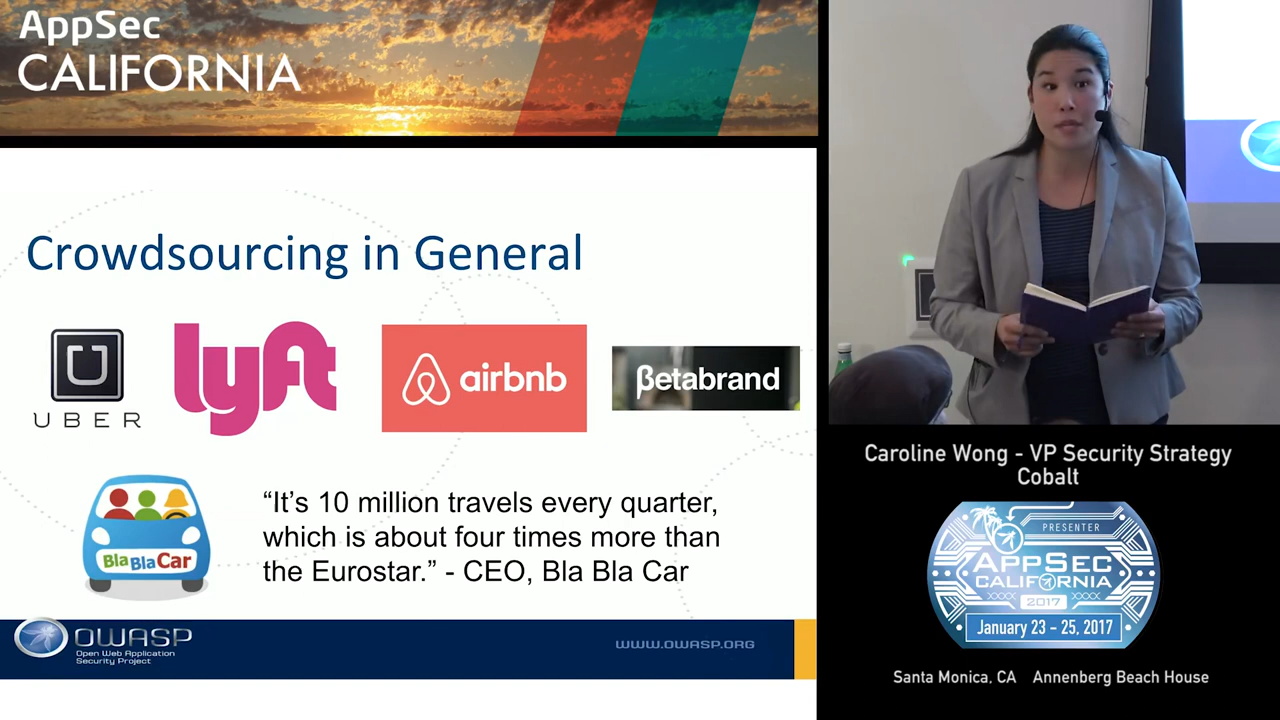 AppSec
CALIFORNIA
Crowdsourcing in General
UBER
lyft
airbnb
βetabrand
BlaBlaCar
“It’s 10 million travels every quarter,
which is about four times more than
the Eurostar.” - CEO, Bla Bla Car
OWASP
Open Web Application
Security Project
WWW.OWASP.ORG
Caroline Wong - VP Security Strategy
Cobalt
PRESENTER
APPSEC
CALIFORNIA
2017
January 23 - 25, 2017
Santa Monica, CA Annenberg Beach House